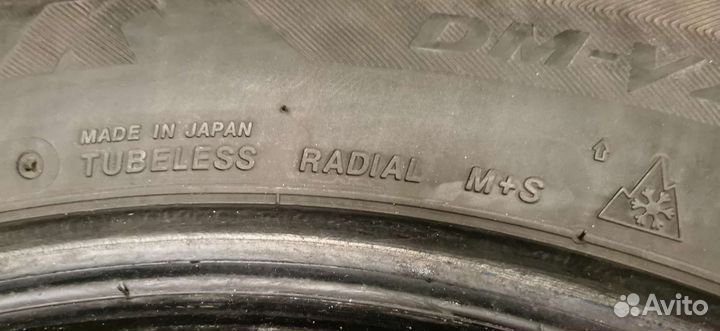 DM-V
MADE IN JAPAN
TUBELESS RADIAL M+S
Avito